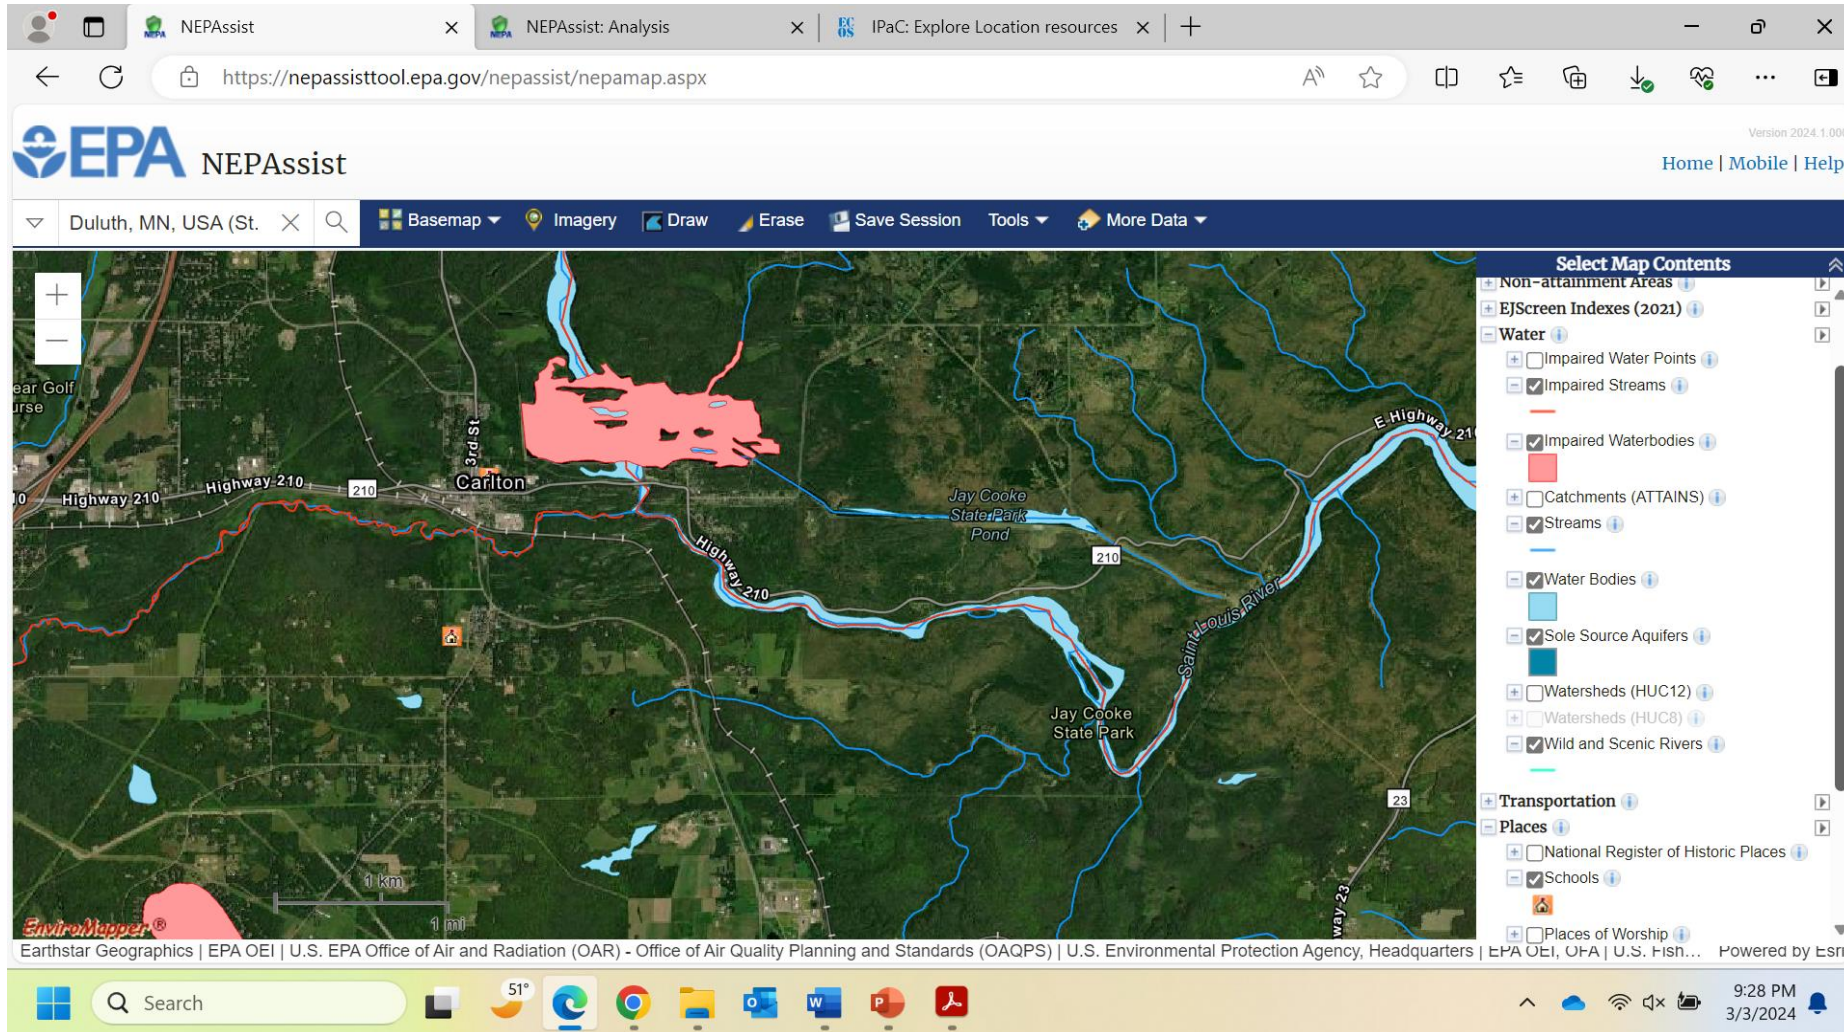 NEPAssist
NEPAssist: Analysis
IPaC: Explore Location resources
https://nepassisttool.epa.gov/nepassist/nepamap.aspx
EPA NEPAssist
Version 2024.1.00
Home | Mobile | Help
Duluth, MN, USA (St.
Basemap
Imagery
Draw
Erase
Save Session
Tools
More Data
Select Map Contents
Non-attainment Areas
EJScreen Indexes (2021)
Water
Impaired Water Points
Impaired Streams
Impaired Waterbodies
Catchments (ATTAINS)
Streams
Water Bodies
Sole Source Aquifers
Watersheds (HUC12)
Watersheds (HUC8)
Wild and Scenic Rivers
Transportation
Places
National Register of Historic Places
Schools
Places of Worship
ear Golf
urse
3rd St
Carlton
10
Highway 210
Highway 210
210
Highway 210
Jay Cooke
State Park
Pond
210
E Highway 210
Saint Louis River
Jay Cooke
State Park
23
way 23
1 km
1 mi
EnviroMapper ®
Earthstar Geographics | EPA OEI | U.S. EPA Office of Air and Radiation (OAR) - Office of Air Quality Planning and Standards (OAQPS) | U.S. Environmental Protection Agency, Headquarters | EPA OEI, OFA | U.S. Fish... Powered by Esri
51°
Search
9:28 PM
3/3/2024